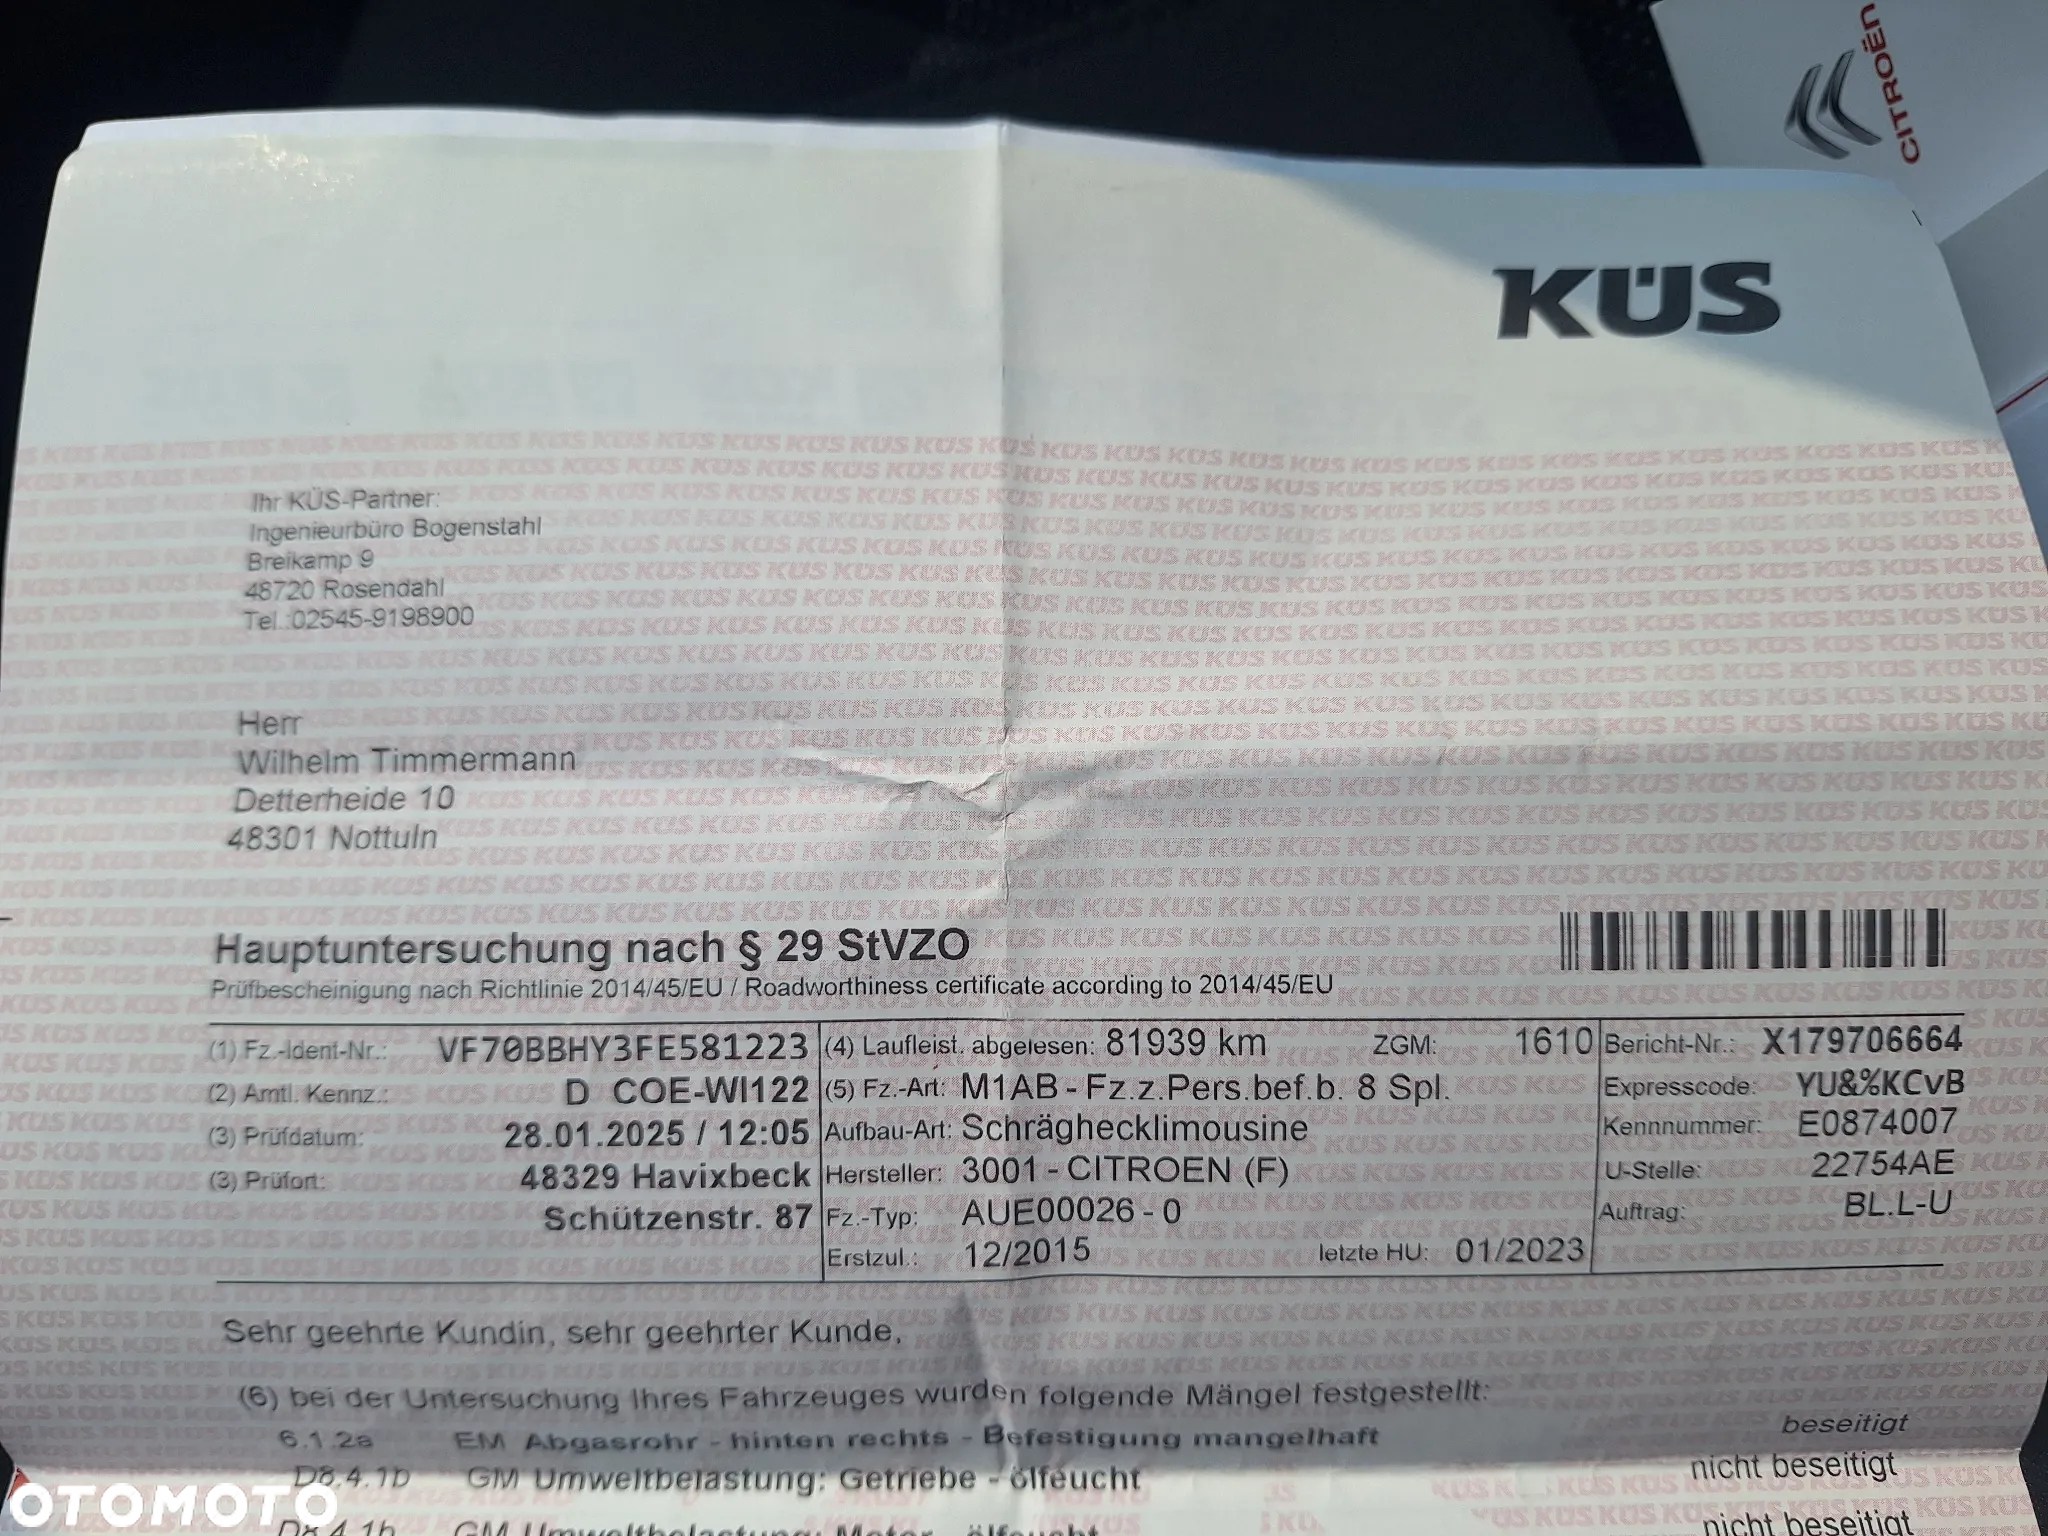 CITROËN
KÜS
Ihr KÜS-Partner:
Ingenieurbüro Bogenstahl
Breikamp 9
48720 Rosendahl
Tel.:02545-9198900
Herr
Wilhelm Timmermann
Detterheide 10
48301 Nottuln
Hauptuntersuchung nach § 29 StVZO
Prüfbescheinigung nach Richtlinie 2014/45/EU / Roadworthiness certificate according to 2014/45/EU
(1) Fz.-Ident-Nr.: VF70BBHY3FE581223 (4) Laufleist. abgelesen: 81939 km ZGM: 1610 Bericht-Nr.: X179706664
(2) Amtl. Kennz.: D COE-WI122 (5) Fz.-Art: M1AB - Fz.z.Pers.bef.b. 8 Spl. Expresscode: YU&%KCvB
(3) Prüfdatum: 28.01.2025 / 12:05 Aufbau-Art: Schräghecklimousine Kennnummer: E0874007
(3) Prüfort: 48329 Havixbeck Hersteller: 3001 - CITROEN (F) U-Stelle: 22754AE
Schützenstr. 87 Fz.-Typ: AUE00026 - 0 Auftrag: BL.L-U
Erstzul.: 12/2015 letzte HU: 01/2023
Sehr geehrte Kundin, sehr geehrter Kunde,
(6) bei der Untersuchung Ihres Fahrzeuges wurden folgende Mängel festgestellt:
6.1.2a EM Abgasrohr - hinten rechts - Befestigung mangelhaft beseitigt
D8.4.1b GM Umweltbelastung: Getriebe - ölfeucht nicht beseitigt
D8.4.1b GM Umweltbelastung: Motor - ölfeucht nicht beseitigt
OTOMOTO